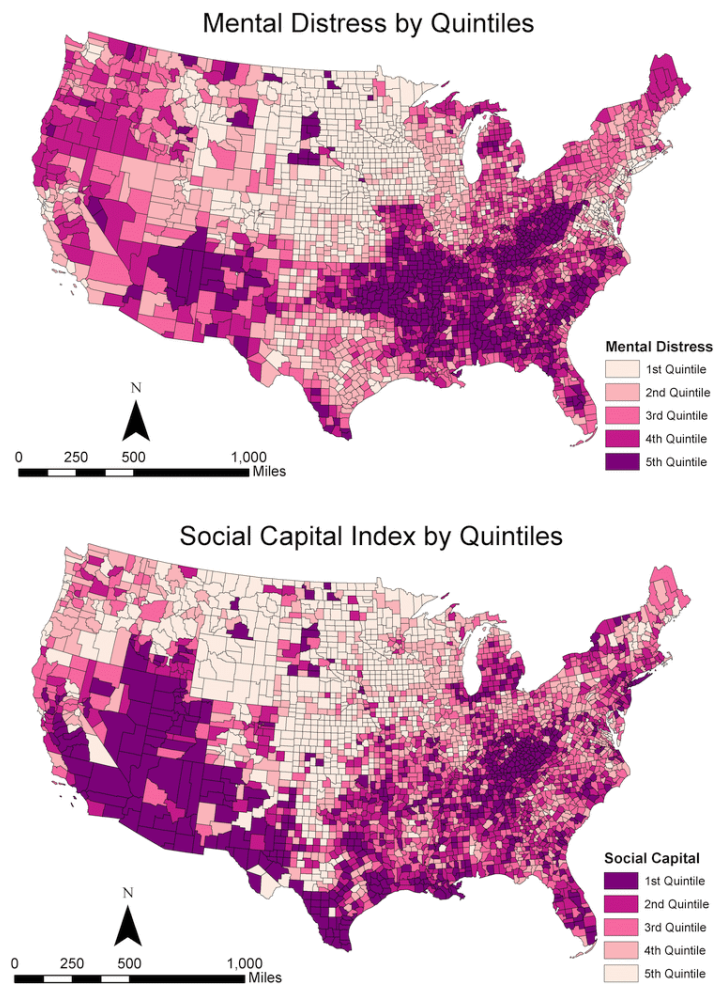 Mental Distress by Quintiles
Mental Distress
1st Quintile
2nd Quintile
3rd Quintile
4th Quintile
5th Quintile
N
0 250 500 1,000
Miles
Social Capital Index by Quintiles
Social Capital
1st Quintile
2nd Quintile
3rd Quintile
4th Quintile
5th Quintile
N
0 250 500 1,000
Miles